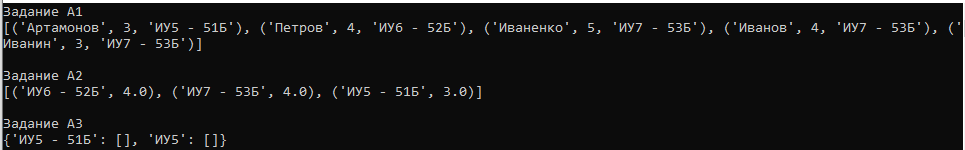 Задание А1
[('Артамонов', 3, 'ИУ5 - 51Б'), ('Петров', 4, 'ИУ6 - 52Б'), ('Иваненко', 5, 'ИУ7 - 53Б'), ('Иванов', 4, 'ИУ7 - 53Б'), ('
Иванин', 3, 'ИУ7 - 53Б')]
Задание А2
[('ИУ6 - 52Б', 4.0), ('ИУ7 - 53Б', 4.0), ('ИУ5 - 51Б', 3.0)]
Задание А3
{'ИУ5 - 51Б': [], 'ИУ5': []}